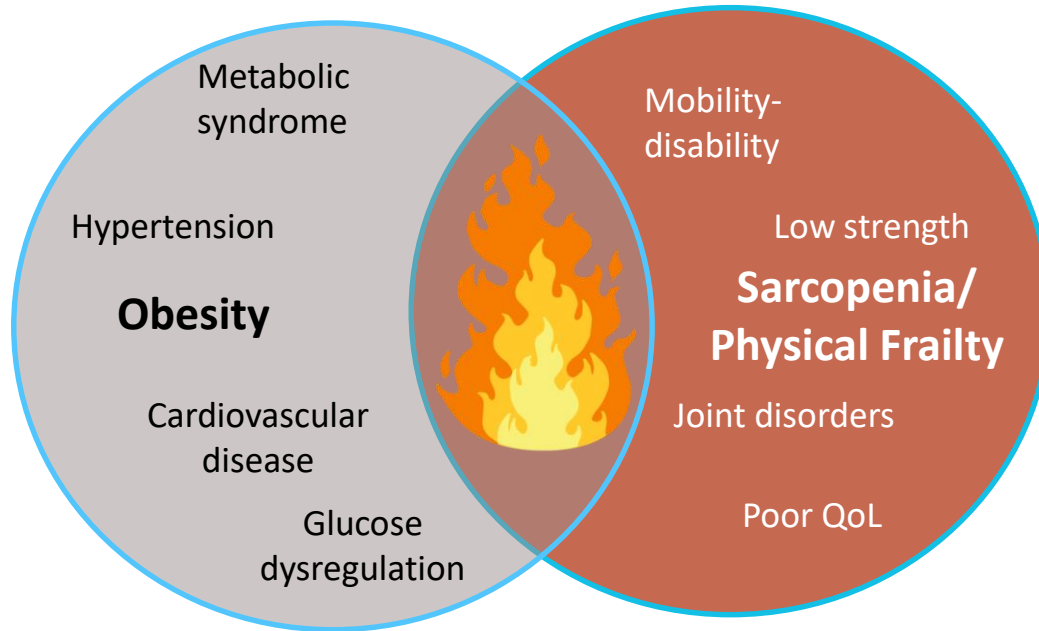 Metabolic
syndrome
Hypertension
Obesity
Cardiovascular
disease
Glucose
dysregulation
Mobility-
disability
Low strength
Sarcopenia/
Physical Frailty
Joint disorders
Poor QoL